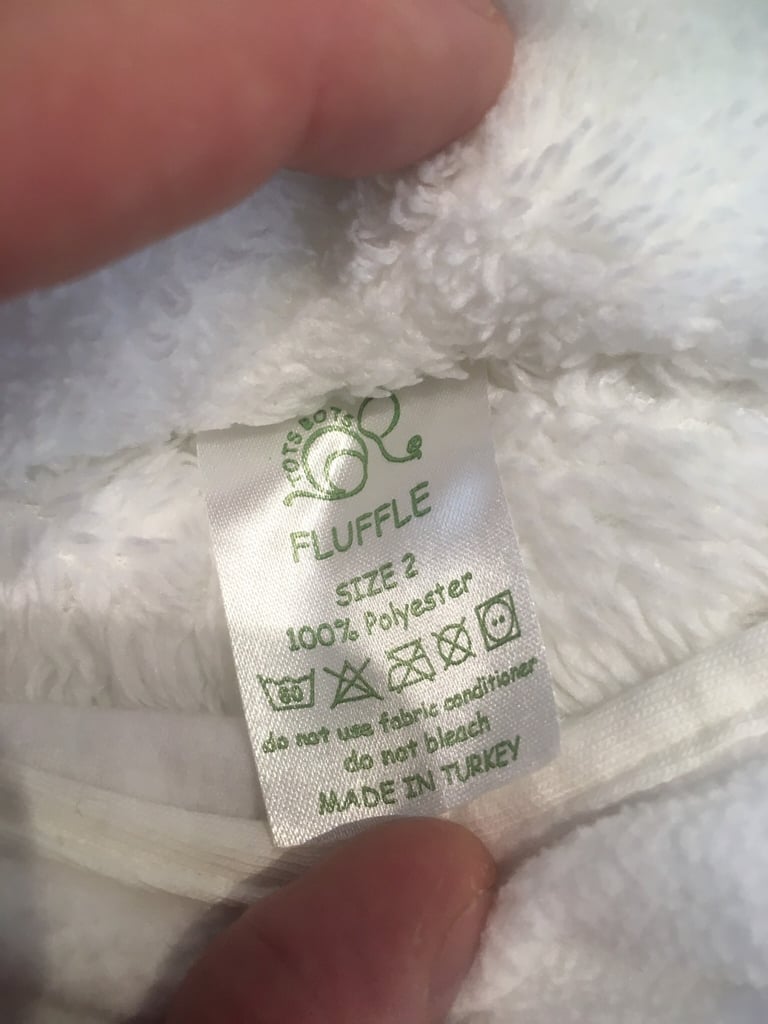 TOTS BOTS
FLUFFLE
SIZE 2
100% Polyester
60
do not use fabric conditioner
do not bleach
MADE IN TURKEY